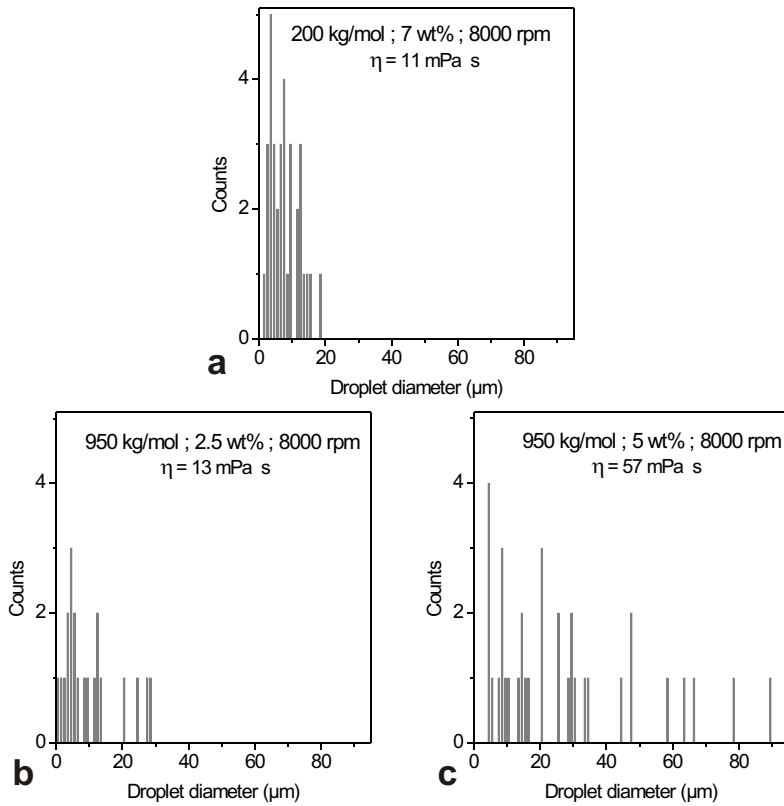 200 kg/mol ; 7 wt% ; 8000 rpm
η = 11 mPa s
4
2
0
Counts
0 20 40 60 80
Droplet diameter (µm)
a
950 kg/mol ; 2.5 wt% ; 8000 rpm
η = 13 mPa s
4
2
0
Counts
0 20 40 60 80
Droplet diameter (µm)
b
950 kg/mol ; 5 wt% ; 8000 rpm
η = 57 mPa s
4
2
0
Counts
0 20 40 60 80
Droplet diameter (µm)
c